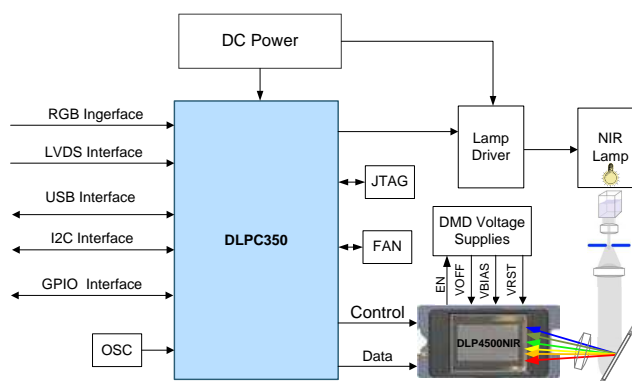 DC Power
RGB Ingerface
LVDS Interface
USB Interface
I2C Interface
GPIO Interface
OSC
DLPC350
JTAG
FAN
Lamp
Driver
NIR
Lamp
DMD Voltage
Supplies
EN
VOFF
VBIAS
VRST
Control
Data
DLP4500NIR